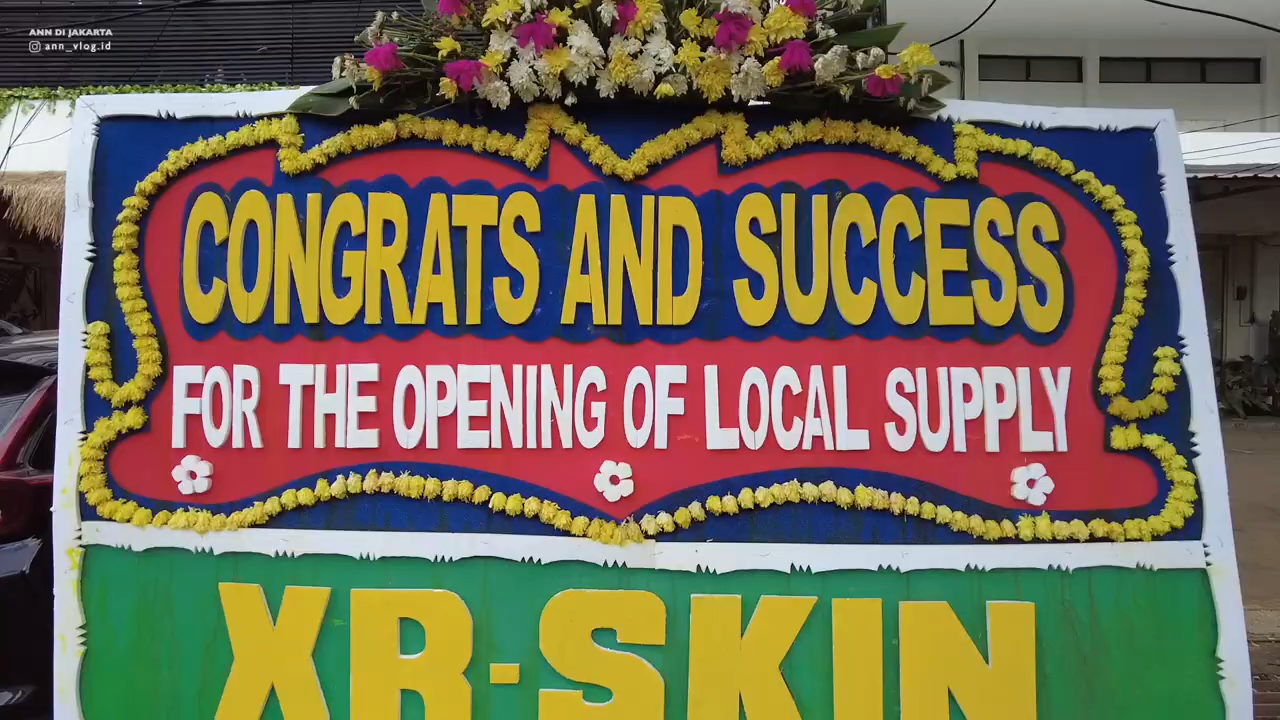 ANN DI JAKARTA
ann_vlog.id
CONGRATS AND SUCCESS
FOR THE OPENING OF LOCAL SUPPLY
XR-SKIN